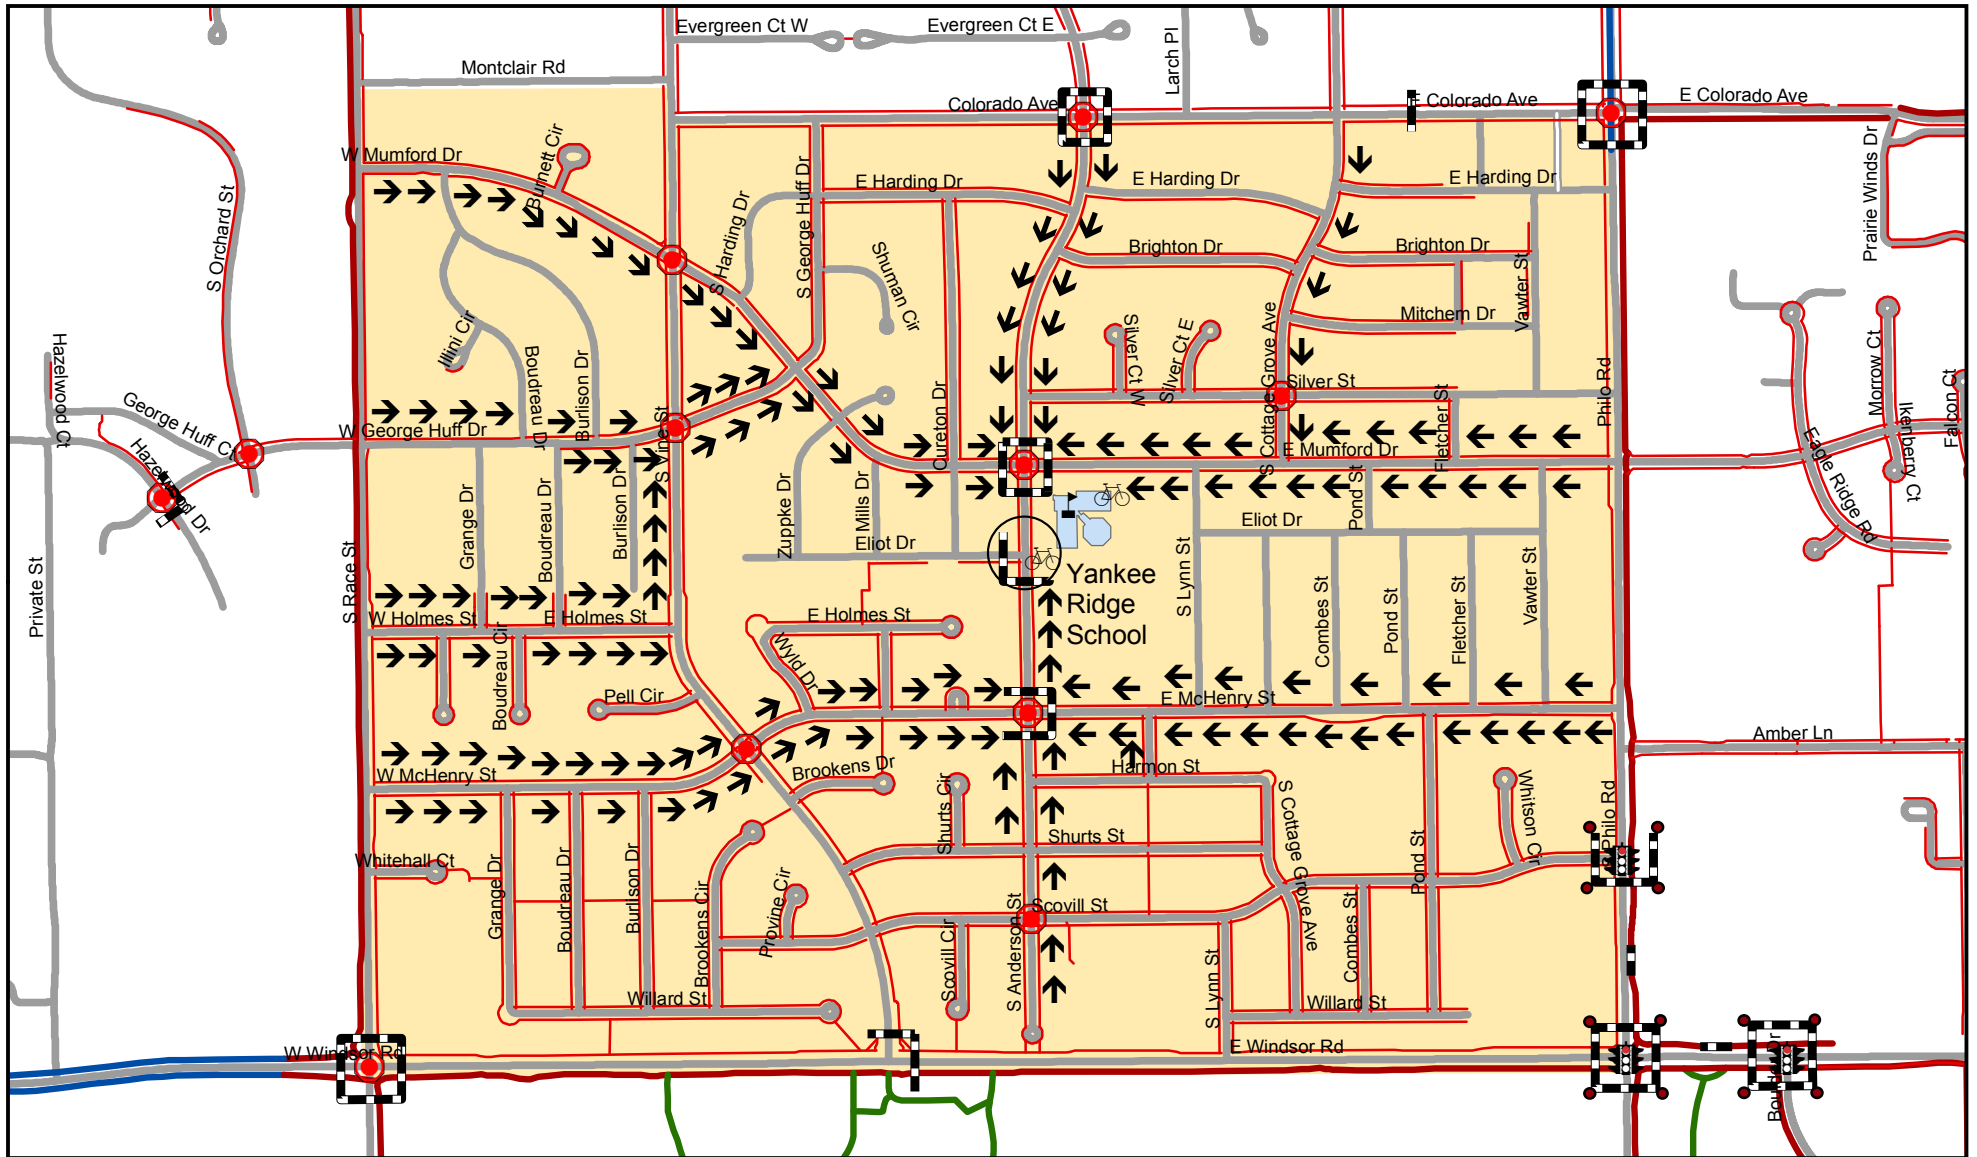 Evergreen Ct W
Evergreen Ct E
Larch Pl
Montclair Rd
Colorado Ave
E Colorado Ave
E Colorado Ave
W Mumford Dr
Burnett Cir
S Orchard St
S Harding Dr
S George Huff Dr
E Harding Dr
E Harding Dr
E Harding Dr
Prairie Winds Dr
Shuman Cir
Brighton Dr
Brighton Dr
Vawter St
Mitchem Dr
Illini Cir
Boudreau Dr
Burlison Dr
Silver Ct W
Silver Ct E
S Cottage Grove Ave
Silver St
Philo Rd
Morrow Ct
Ikenberry Ct
Falcon Ct
Hazelwood Ct
George Huff Ct
Hazelwood Dr
W George Huff Dr
S Vine St
Cureton Dr
Fletcher St
E Mumford Dr
Eagle Ridge Rd
Grange Dr
Boudreau Dr
Burlison Dr
Zuppke Dr
Mills Dr
Eliot Dr
Pond St
Eliot Dr
Private St
S Race St
Yankee
Ridge
School
S Lynn St
Combes St
Pond St
Fletcher St
Vawter St
W Holmes St
E Holmes St
E Holmes St
Boudreau Cir
Wyld Dr
Pell Cir
E McHenry St
Amber Ln
W McHenry St
Brookens Dr
Harmon St
Shurts Cir
Shurts St
S Cottage Grove Ave
Whitson Cir
Philo Rd
Pond St
Whitehall Ct
Grange Dr
Boudreau Dr
Burlison Dr
Brookens Cir
Provine Cir
Scovill St
Scovill Cir
S Anderson St
S Lynn St
Combes St
Willard St
Willard St
W Windsor Rd
E Windsor Rd